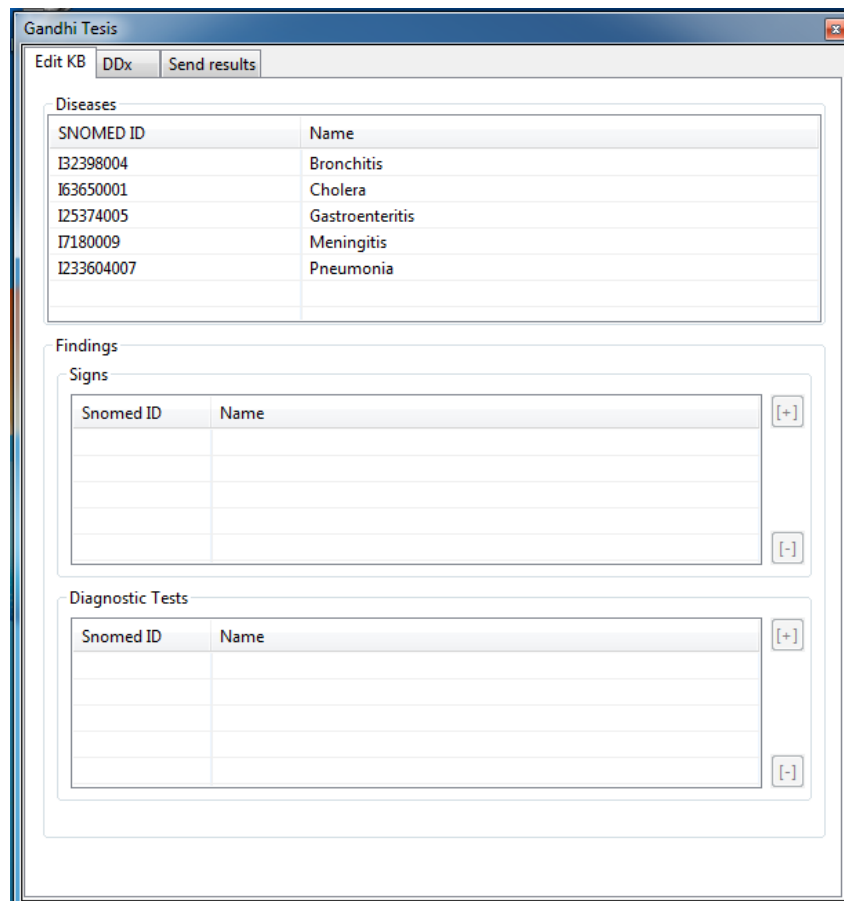 Gandhi Tesis
Edit KB DDx Send results
Diseases
SNOMED ID Name
I32398004 Bronchitis
I63650001 Cholera
I25374005 Gastroenteritis
I7180009 Meningitis
I233604007 Pneumonia
Findings
Signs
Snomed ID Name [+]
[-]
Diagnostic Tests
Snomed ID Name [+]
[-]